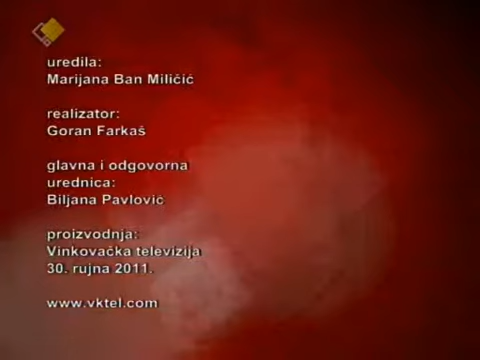 uredila:
Marijana Ban Miličić
realizator:
Goran Farkaš
glavna i odgovorna
urednica:
Biljana Pavlović
proizvodnja:
Vinkovačka televizija
30. rujna 2011.
www.vktel.com